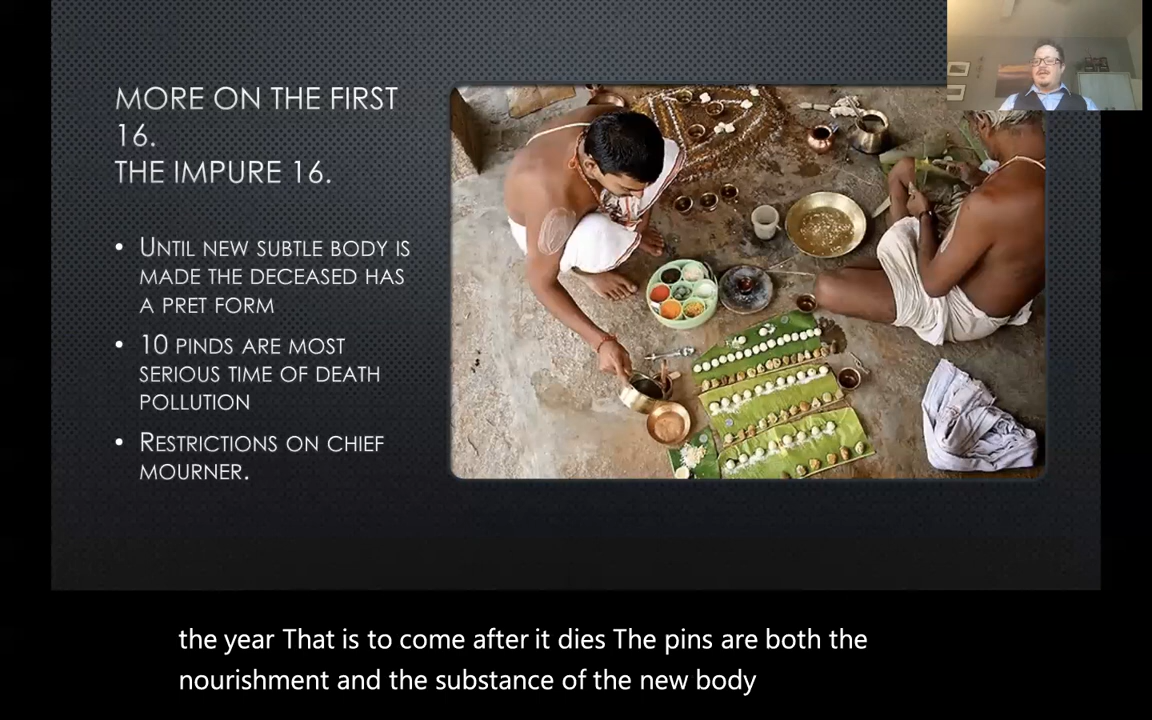 MORE ON THE FIRST
16.
THE IMPURE 16.
• UNTIL NEW SUBTLE BODY IS
MADE THE DECEASED HAS
A PRET FORM
• 10 PINDS ARE MOST
SERIOUS TIME OF DEATH
POLLUTION
• RESTRICTIONS ON CHIEF
MOURNER.
the year That is to come after it dies The pins are both the
nourishment and the substance of the new body